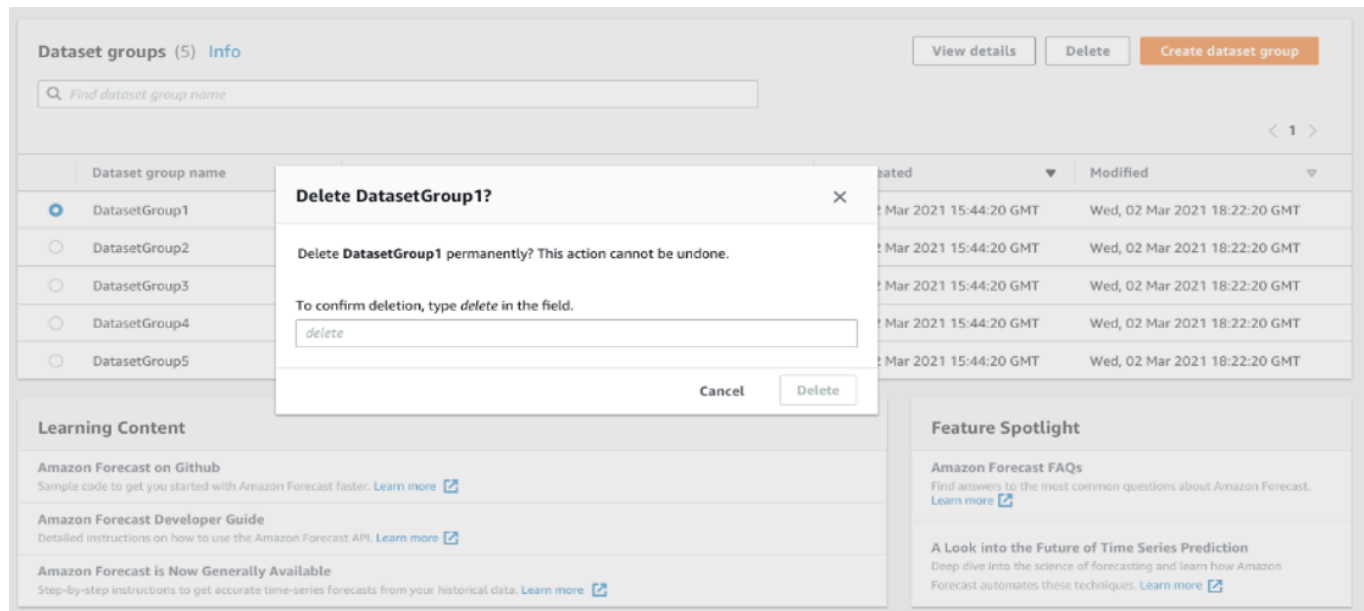 Dataset groups (5) Info
View details
Delete
Create dataset group
Find dataset group name
< 1 >
Dataset group name
eated
Modified
DatasetGroup1
2 Mar 2021 15:44:20 GMT
Wed, 02 Mar 2021 18:22:20 GMT
DatasetGroup2
2 Mar 2021 15:44:20 GMT
Wed, 02 Mar 2021 18:22:20 GMT
DatasetGroup3
2 Mar 2021 15:44:20 GMT
Wed, 02 Mar 2021 18:22:20 GMT
DatasetGroup4
2 Mar 2021 15:44:20 GMT
Wed, 02 Mar 2021 18:22:20 GMT
DatasetGroup5
2 Mar 2021 15:44:20 GMT
Wed, 02 Mar 2021 18:22:20 GMT
Delete DatasetGroup1?
Delete DatasetGroup1 permanently? This action cannot be undone.
To confirm deletion, type delete in the field.
delete
Cancel
Delete
Learning Content
Amazon Forecast on Github
Sample code to get you started with Amazon Forecast faster. Learn more
Amazon Forecast Developer Guide
Detailed instructions on how to use the Amazon Forecast API. Learn more
Amazon Forecast is Now Generally Available
Step-by-step instructions to get accurate time-series forecasts from your historical data. Learn more
Feature Spotlight
Amazon Forecast FAQs
Find answers to the most common questions about Amazon Forecast.
Learn more
A Look into the Future of Time Series Prediction
Deep dive into the science of forecasting and learn how Amazon
Forecast automates these techniques. Learn more